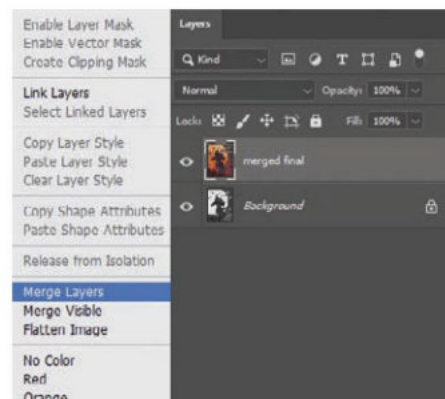 Enable Layer Mask
Enable Vector Mask
Create Clipping Mask
Link Layers
Select Linked Layers
Copy Layer Style
Paste Layer Style
Clear Layer Style
Copy Shape Attributes
Paste Shape Attributes
Release from Isolation
Merge Layers
Merge Visible
Flatten Image
No Color
Red
Orange
Layers
Kind
Normal Opacity: 100%
Lock: Fill: 100%
merged final
Background